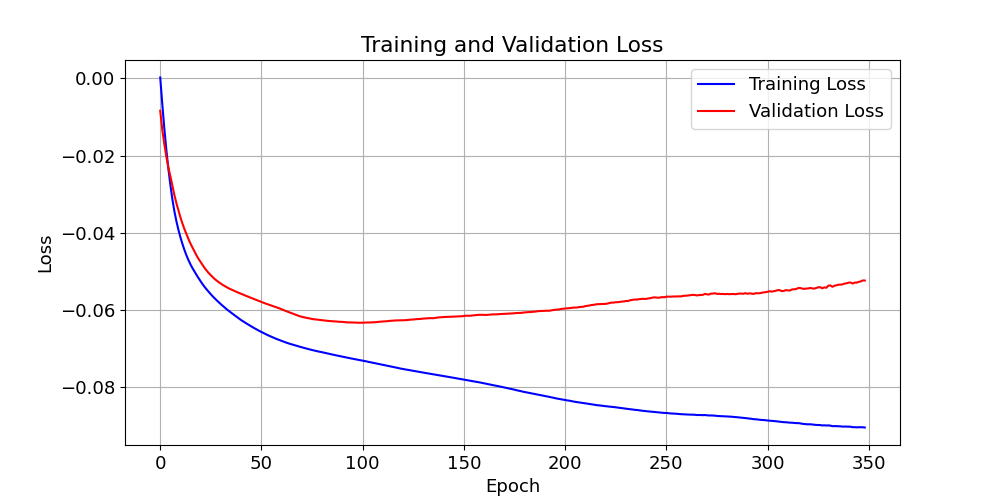 Training and Validation Loss
Training Loss
Validation Loss
0.00
−0.02
−0.04
−0.06
−0.08
Loss
0 50 100 150 200 250 300 350
Epoch